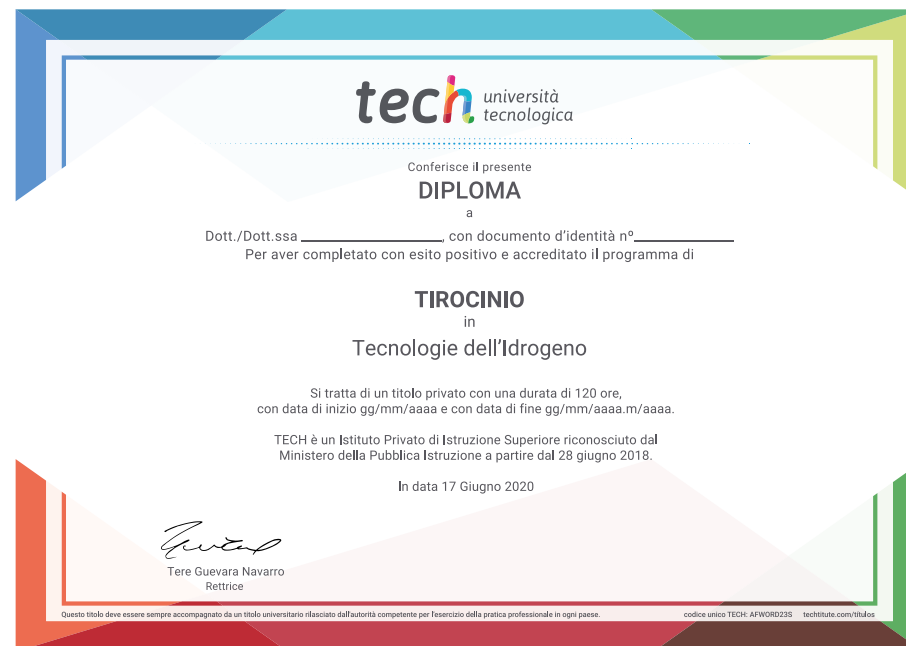 tech università
tecnologica
Conferisce il presente
DIPLOMA
a
Dott./Dott.ssa ____________________, con documento d'identità nº______________
Per aver completato con esito positivo e accreditato il programma di
TIROCINIO
in
Tecnologie dell'Idrogeno
Si tratta di un titolo privato con una durata di 120 ore,
con data di inizio gg/mm/aaaa e con data di fine gg/mm/aaaa.m/aaaa.
TECH è un Istituto Privato di Istruzione Superiore riconosciuto dal
Ministero della Pubblica Istruzione a partire dal 28 giugno 2018.
In data 17 Giugno 2020
Tere Guevara Navarro
Rettrice
Questo titolo deve essere sempre accompagnato da un titolo universitario rilasciato dall'autorità competente per l'esercizio della pratica professionale in ogni paese. codice unico TECH: AFWORD23S techtitute.com/titulos